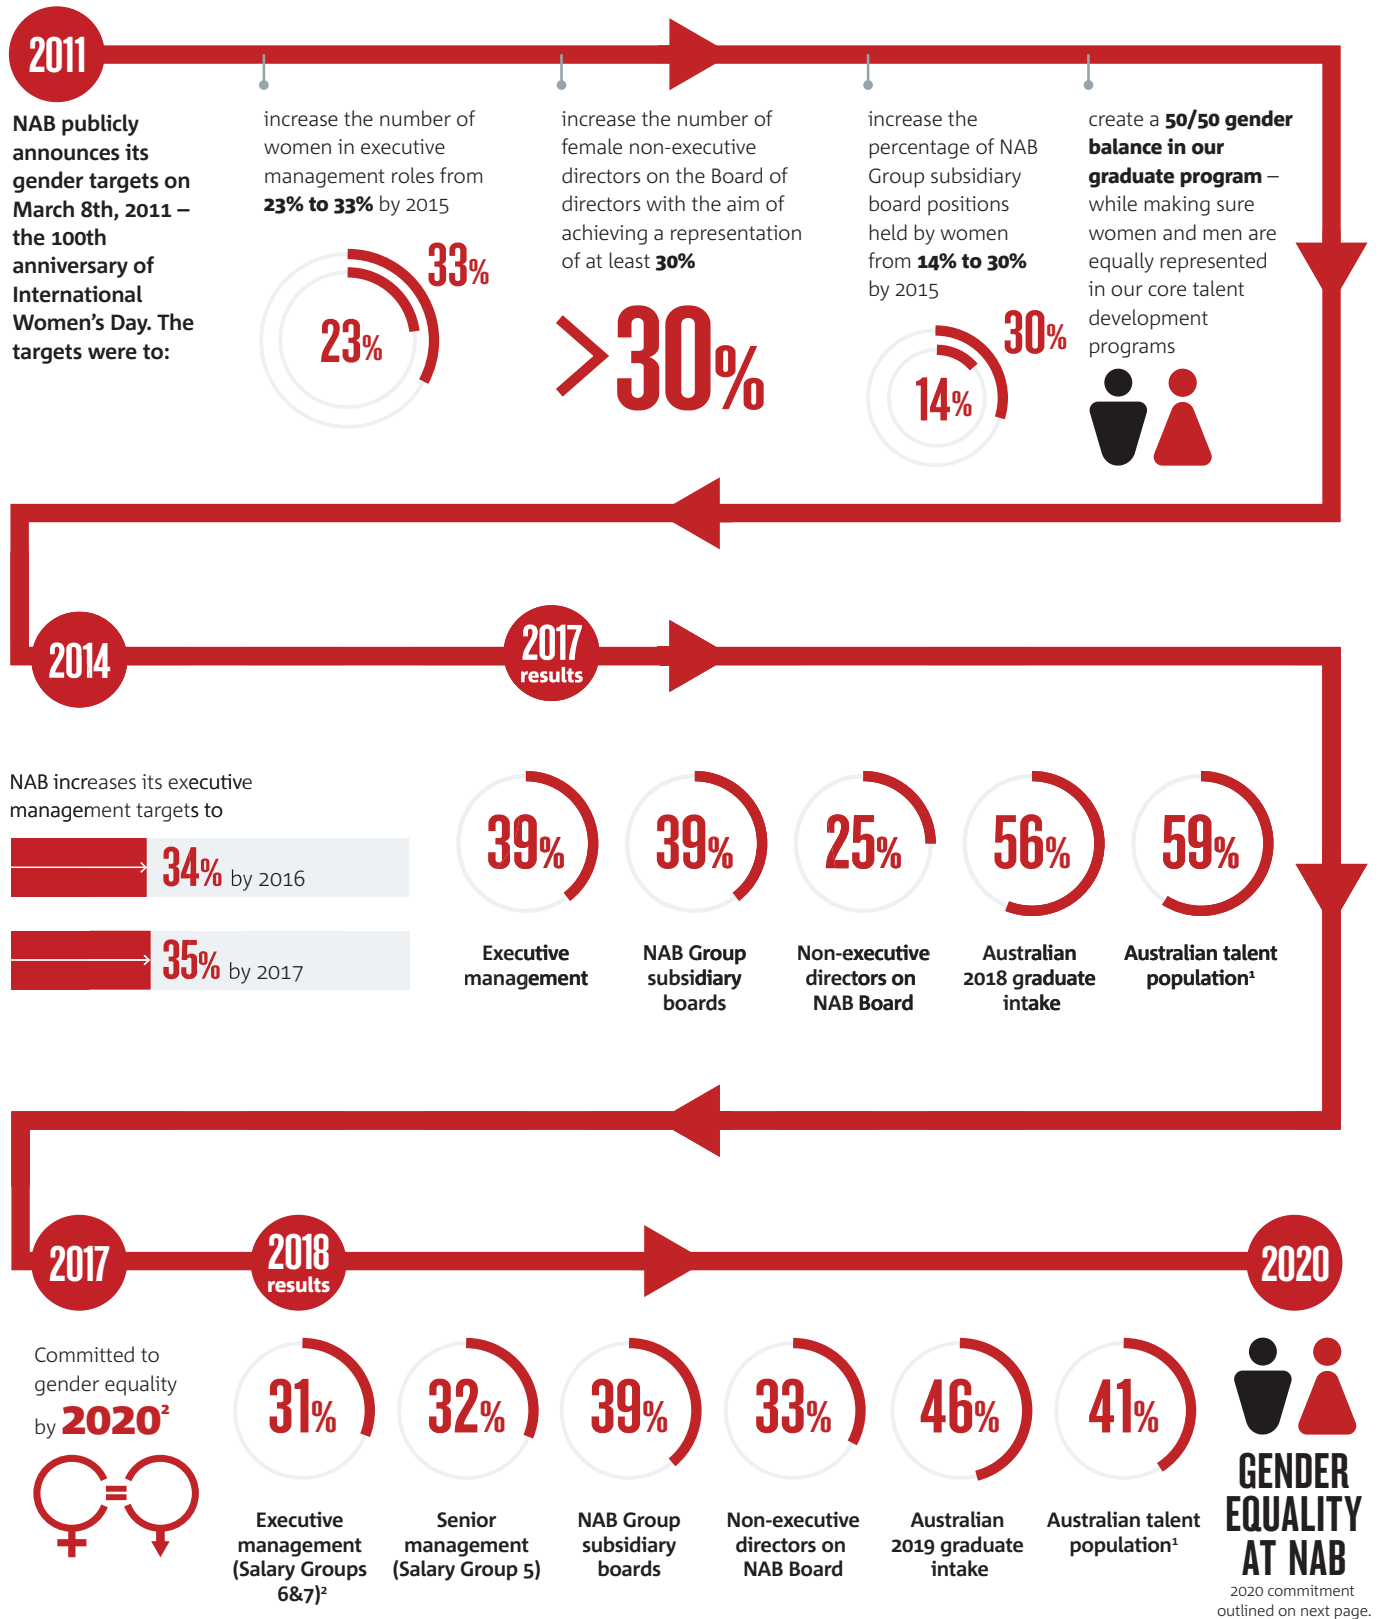 2011
NAB publicly
announces its
gender targets on
March 8th, 2011 –
the 100th
anniversary of
International
Women's Day. The
targets were to:
increase the number of
women in executive
management roles from
23% to 33% by 2015
33%
23%
increase the number of
female non-executive
directors on the Board of
directors with the aim of
achieving a representation
of at least 30%
>30%
increase the
percentage of NAB
Group subsidiary
board positions
held by women
from 14% to 30%
by 2015
30%
14%
create a 50/50 gender
balance in our
graduate program –
while making sure
women and men are
equally represented
in our core talent
development
programs
2014
NAB increases its executive
management targets to
34% by 2016
35% by 2017
2017
results
39%
Executive
management
39%
NAB Group
subsidiary
boards
25%
Non-executive
directors on
NAB Board
56%
Australian
2018 graduate
intake
59%
Australian talent
population¹
2017
Committed to
gender equality
by 2020²
2018
results
31%
Executive
management
(Salary Groups
6&7)²
32%
Senior
management
(Salary Group 5)
39%
NAB Group
subsidiary
boards
33%
Non-executive
directors on
NAB Board
46%
Australian
2019 graduate
intake
41%
Australian talent
population¹
2020
GENDER
EQUALITY
AT NAB
2020 commitment
outlined on next page.